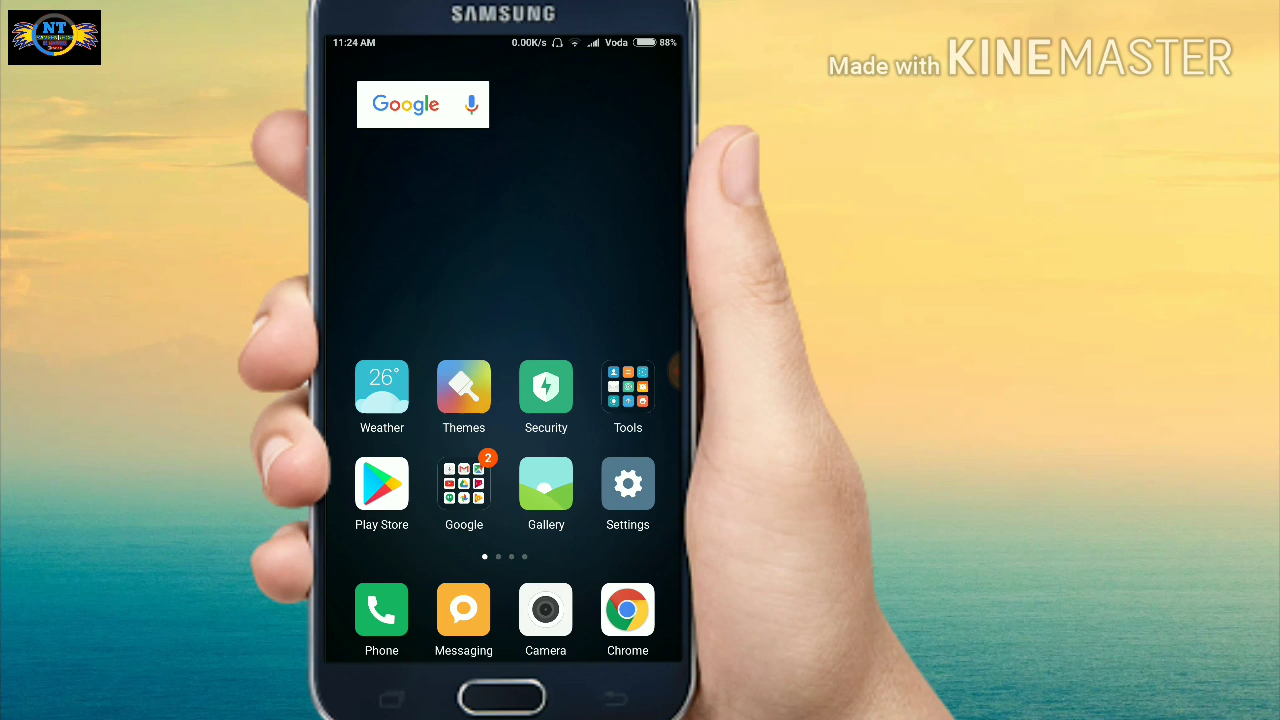 NT
SAMSUNG
Made with KINEMASTER
11:24 AM 0.00K/s Voda 88%
Google
26°
Weather Themes Security Tools
2
Play Store Google Gallery Settings
Phone Messaging Camera Chrome